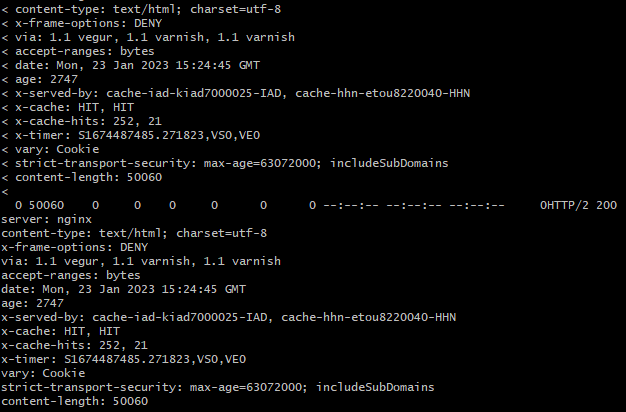 < content-type: text/html; charset=utf-8
< x-frame-options: DENY
< via: 1.1 vegur, 1.1 varnish, 1.1 varnish
< accept-ranges: bytes
< date: Mon, 23 Jan 2023 15:24:45 GMT
< age: 2747
< x-served-by: cache-iad-kiad7000025-IAD, cache-hhn-etou8220040-HHN
< x-cache: HIT, HIT
< x-cache-hits: 252, 21
< x-timer: S1674487485.271823,VS0,VE0
< vary: Cookie
< strict-transport-security: max-age=63072000; includeSubDomains
< content-length: 50060
<
  0 50060    0     0    0     0      0      0 --:--:-- --:--:-- --:--:--     0HTTP/2 200
server: nginx
content-type: text/html; charset=utf-8
x-frame-options: DENY
via: 1.1 vegur, 1.1 varnish, 1.1 varnish
accept-ranges: bytes
date: Mon, 23 Jan 2023 15:24:45 GMT
age: 2747
x-served-by: cache-iad-kiad7000025-IAD, cache-hhn-etou8220040-HHN
x-cache: HIT, HIT
x-cache-hits: 252, 21
x-timer: S1674487485.271823,VS0,VE0
vary: Cookie
strict-transport-security: max-age=63072000; includeSubDomains
content-length: 50060